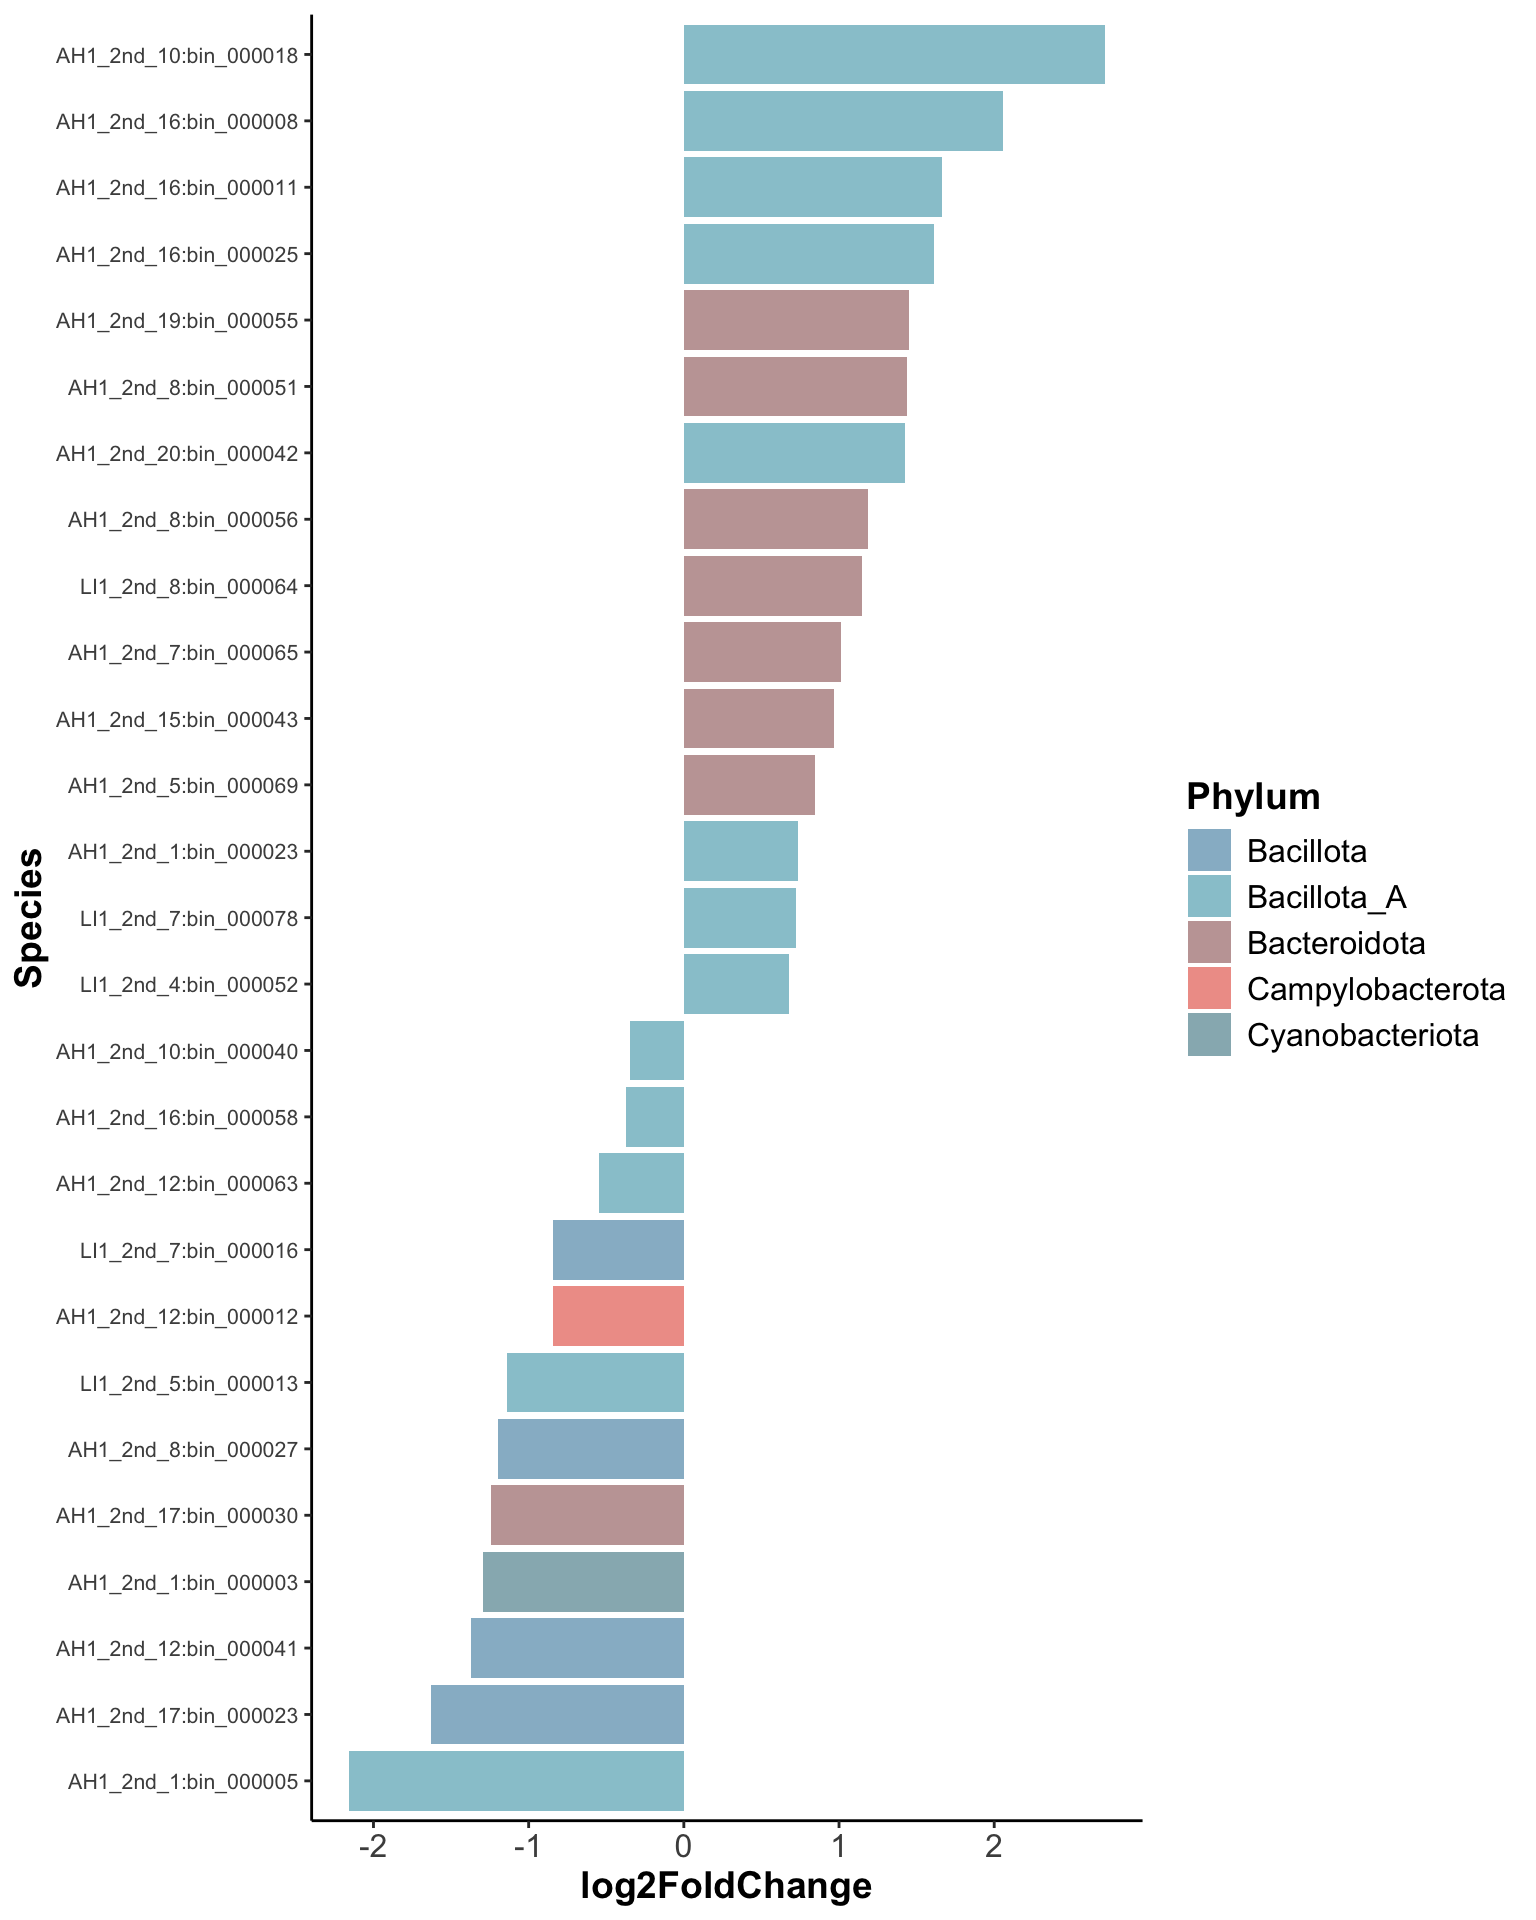 AH1_2nd_10:bin_000018
AH1_2nd_16:bin_000008
AH1_2nd_16:bin_000011
AH1_2nd_16:bin_000025
AH1_2nd_19:bin_000055
AH1_2nd_8:bin_000051
AH1_2nd_20:bin_000042
AH1_2nd_8:bin_000056
LI1_2nd_8:bin_000064
AH1_2nd_7:bin_000065
AH1_2nd_15:bin_000043
AH1_2nd_5:bin_000069
AH1_2nd_1:bin_000023
LI1_2nd_7:bin_000078
LI1_2nd_4:bin_000052
AH1_2nd_10:bin_000040
AH1_2nd_16:bin_000058
AH1_2nd_12:bin_000063
LI1_2nd_7:bin_000016
AH1_2nd_12:bin_000012
LI1_2nd_5:bin_000013
AH1_2nd_8:bin_000027
AH1_2nd_17:bin_000030
AH1_2nd_1:bin_000003
AH1_2nd_12:bin_000041
AH1_2nd_17:bin_000023
AH1_2nd_1:bin_000005
Species
-2 -1 0 1 2
log2FoldChange
Phylum
Bacillota
Bacillota_A
Bacteroidota
Campylobacterota
Cyanobacteriota